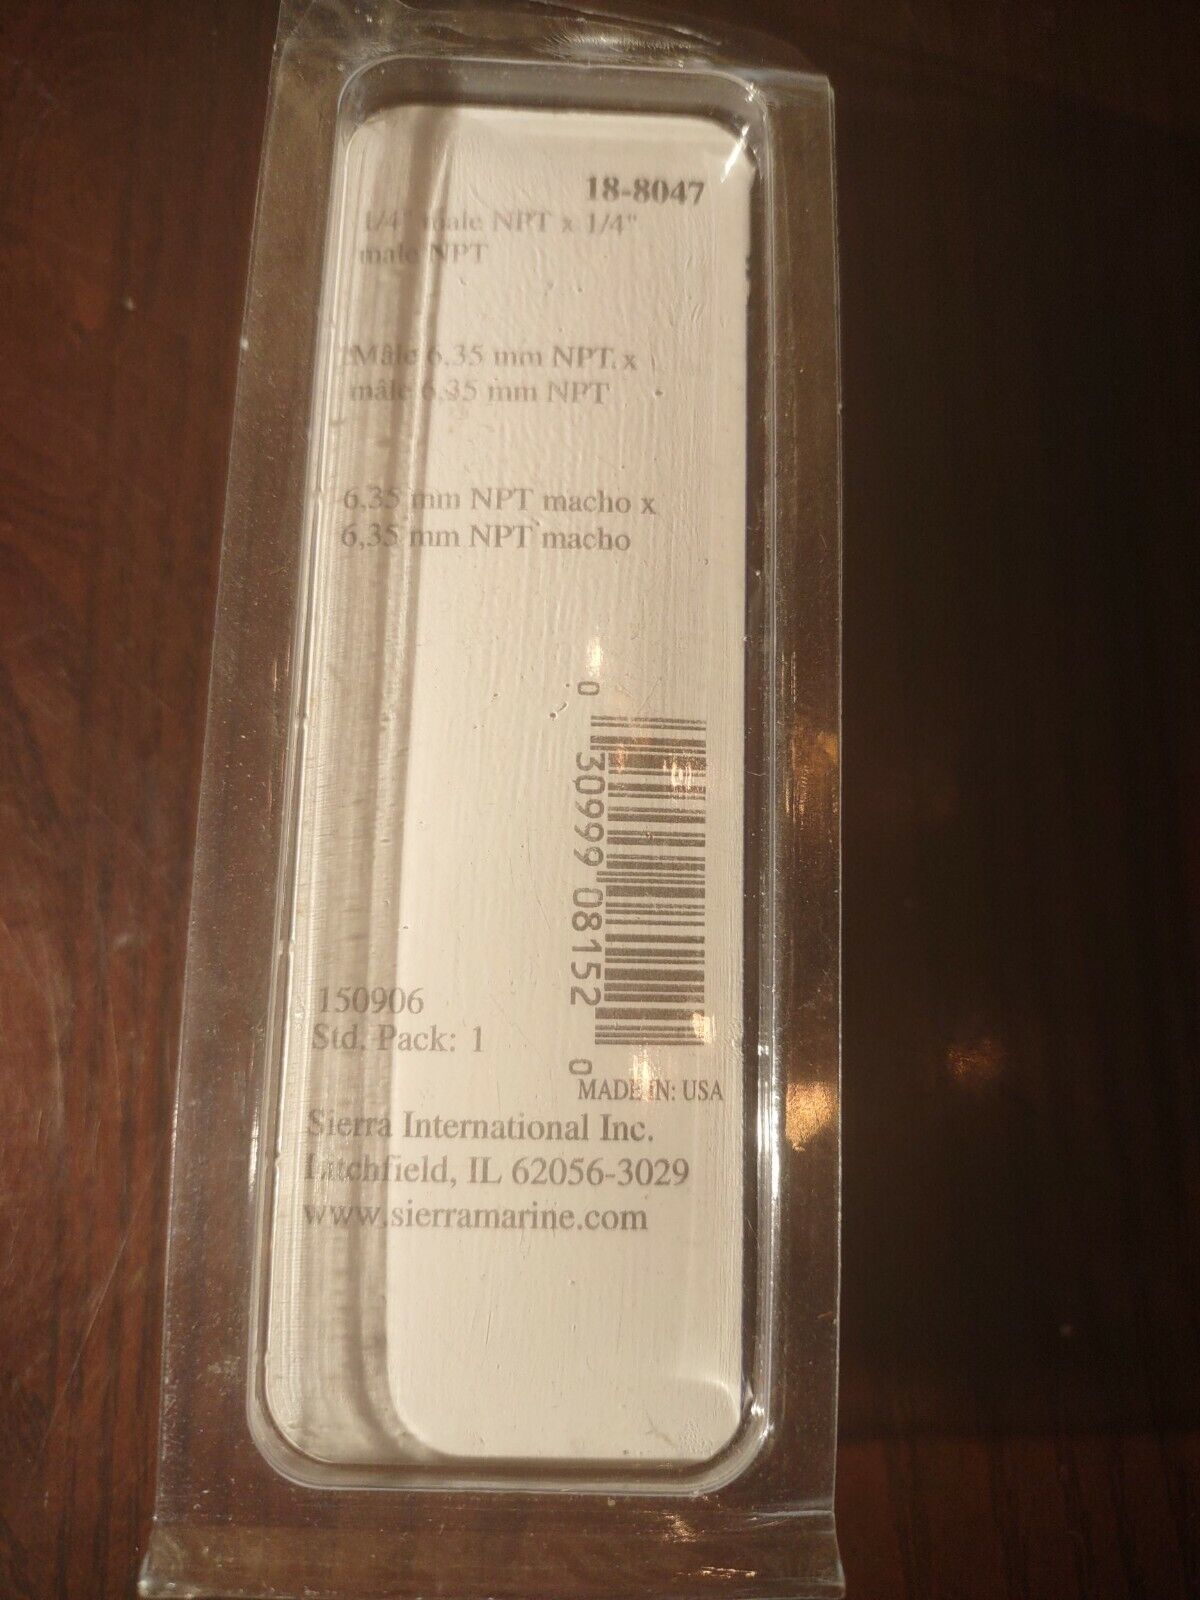 18-8047
1/4" male NPT x 1/4"
male NPT
Mâle 6,35 mm NPT x
mâle 6,35 mm NPT
6,35 mm NPT macho x
6,35 mm NPT macho
0 30999 08152 0
150906
Std. Pack: 1
MADE IN: USA
Sierra International Inc.
Litchfield, IL 62056-3029
www.sierramarine.com